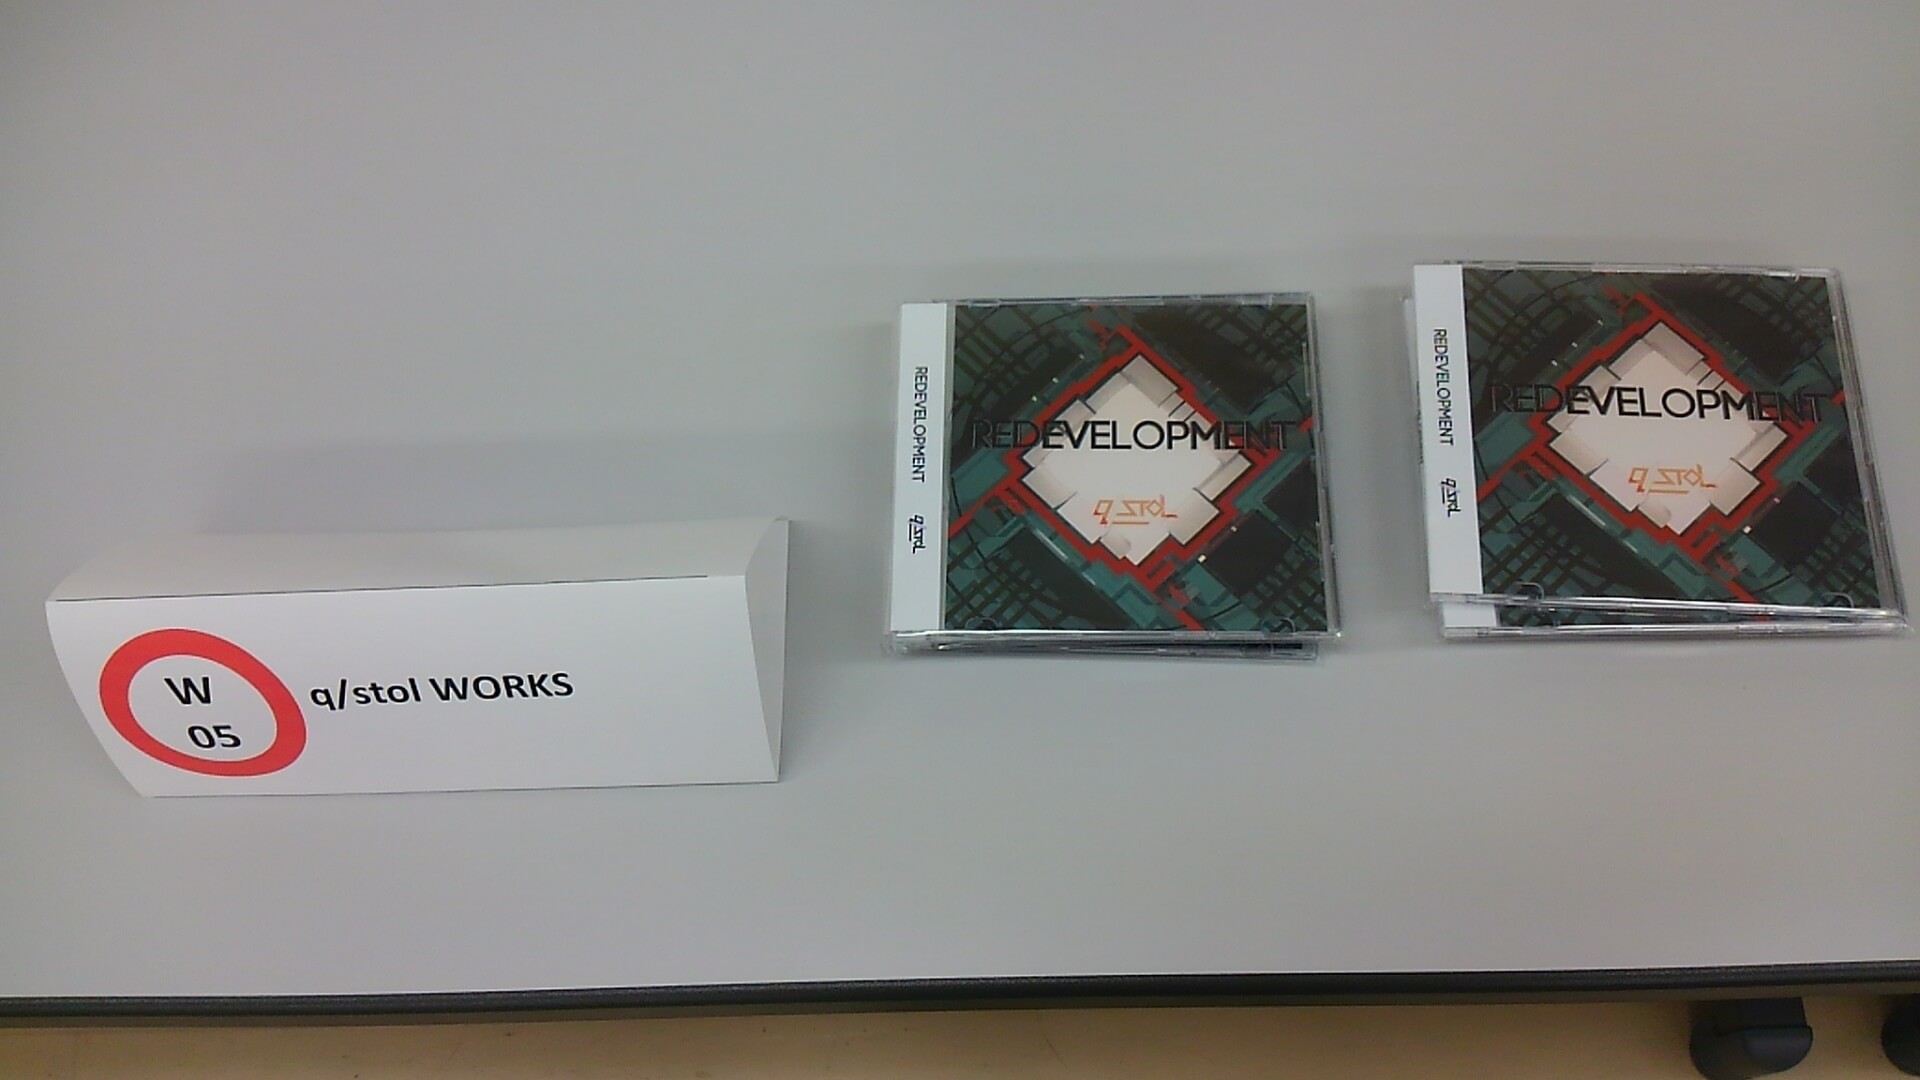 W
05
q/stol WORKS
REDEVELOPMENT
q/stol
REDEVELOPMENT
q/stol
REDEVELOPMENT
q/stol
REDEVELOPMENT
q/stol